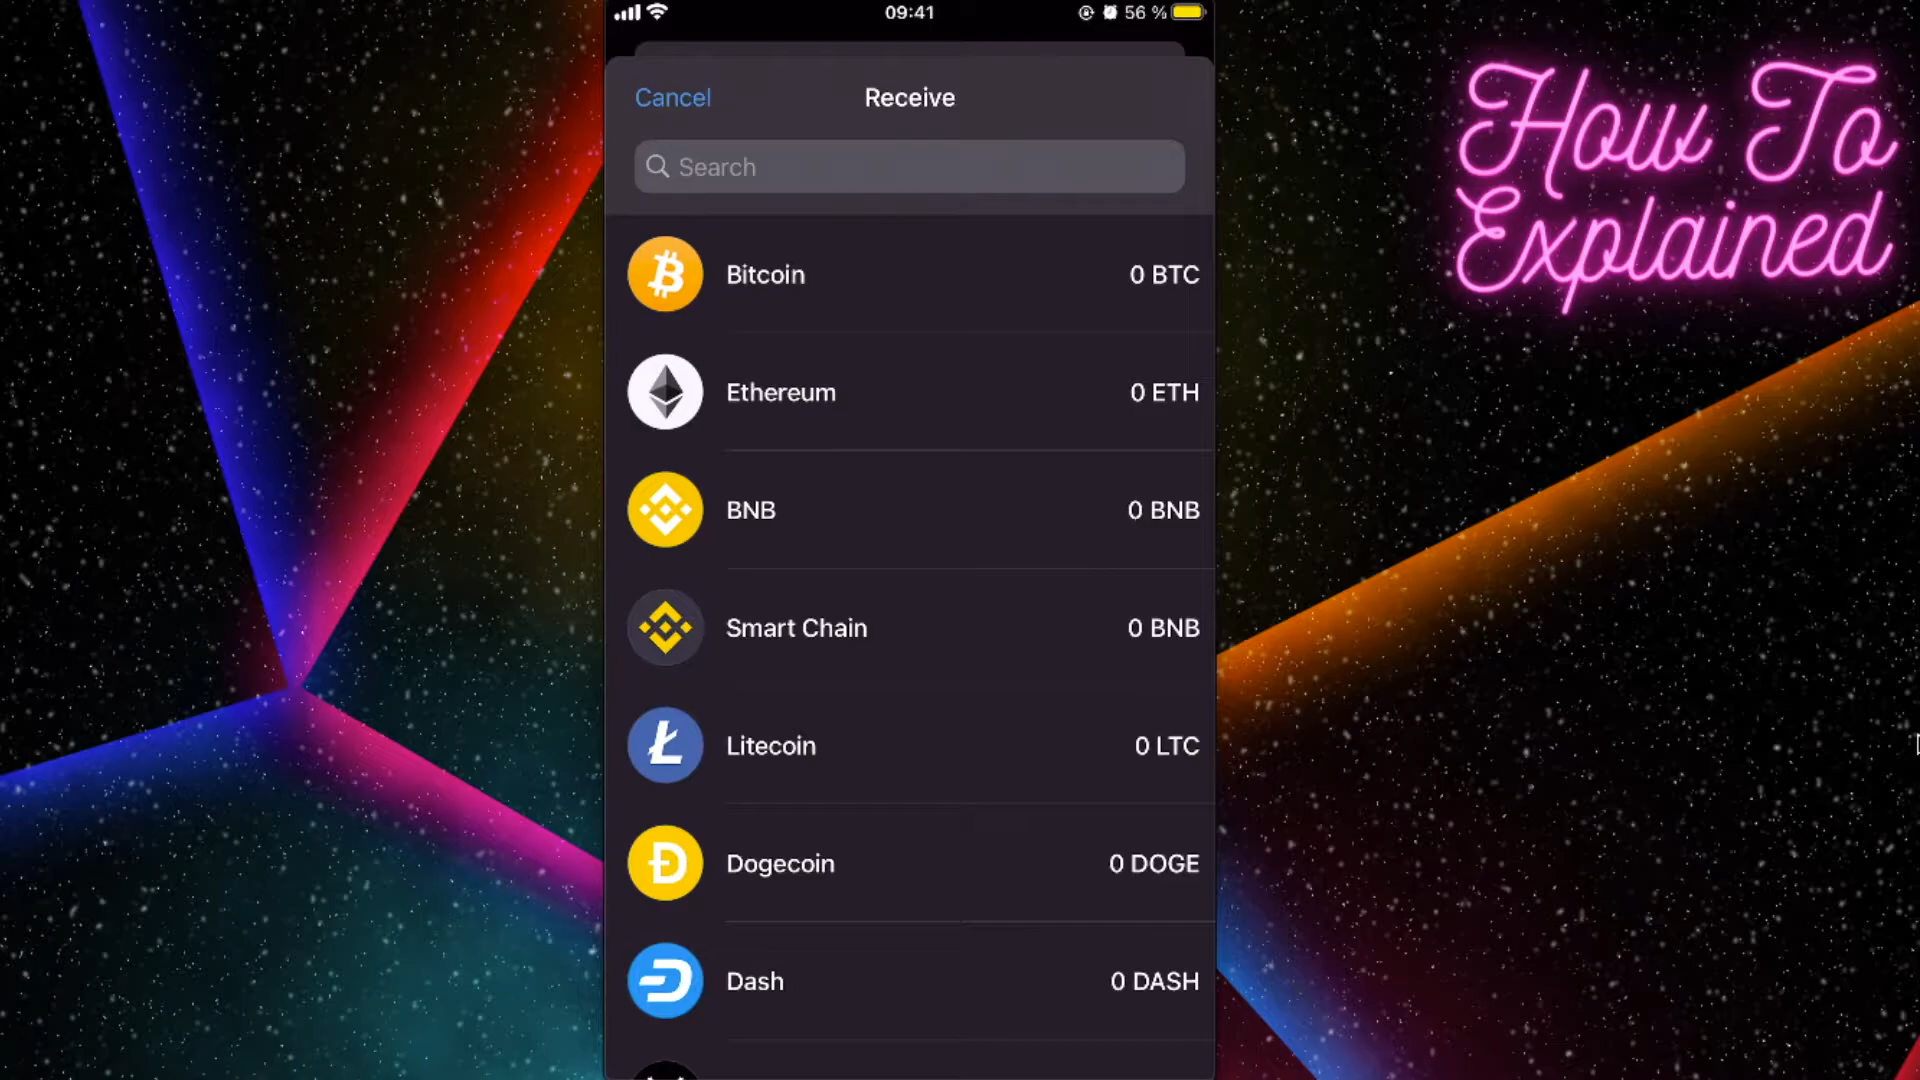 09:41
56 %
Cancel
Receive
Search
Bitcoin
0 BTC
Ethereum
0 ETH
BNB
0 BNB
Smart Chain
0 BNB
Litecoin
0 LTC
Dogecoin
0 DOGE
Dash
0 DASH
How To
Explained